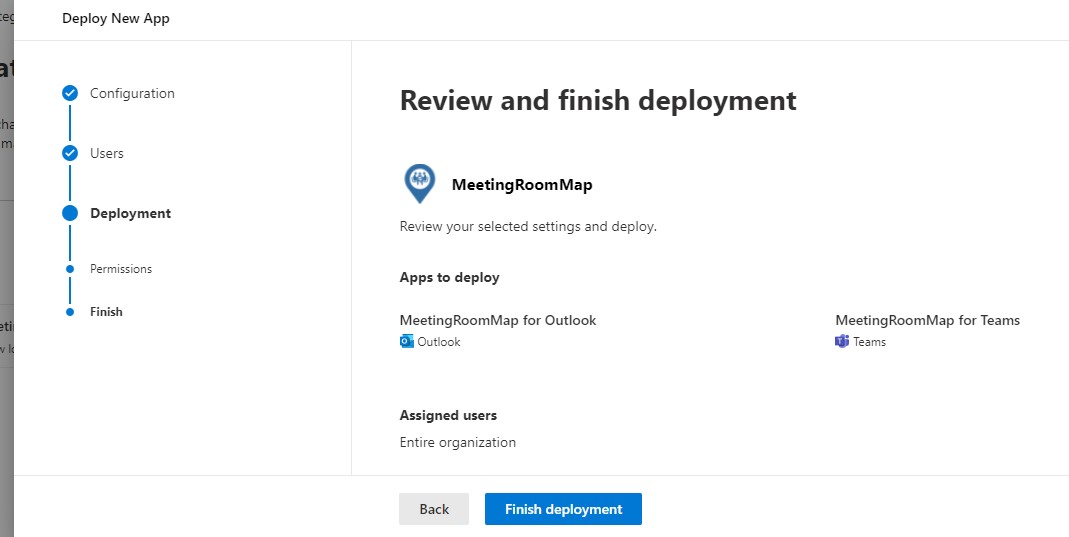 Deploy New App
Configuration
Users
Deployment
Permissions
Finish
Review and finish deployment
MeetingRoomMap
Review your selected settings and deploy.
Apps to deploy
MeetingRoomMap for Outlook
Outlook
MeetingRoomMap for Teams
Teams
Assigned users
Entire organization
Back
Finish deployment